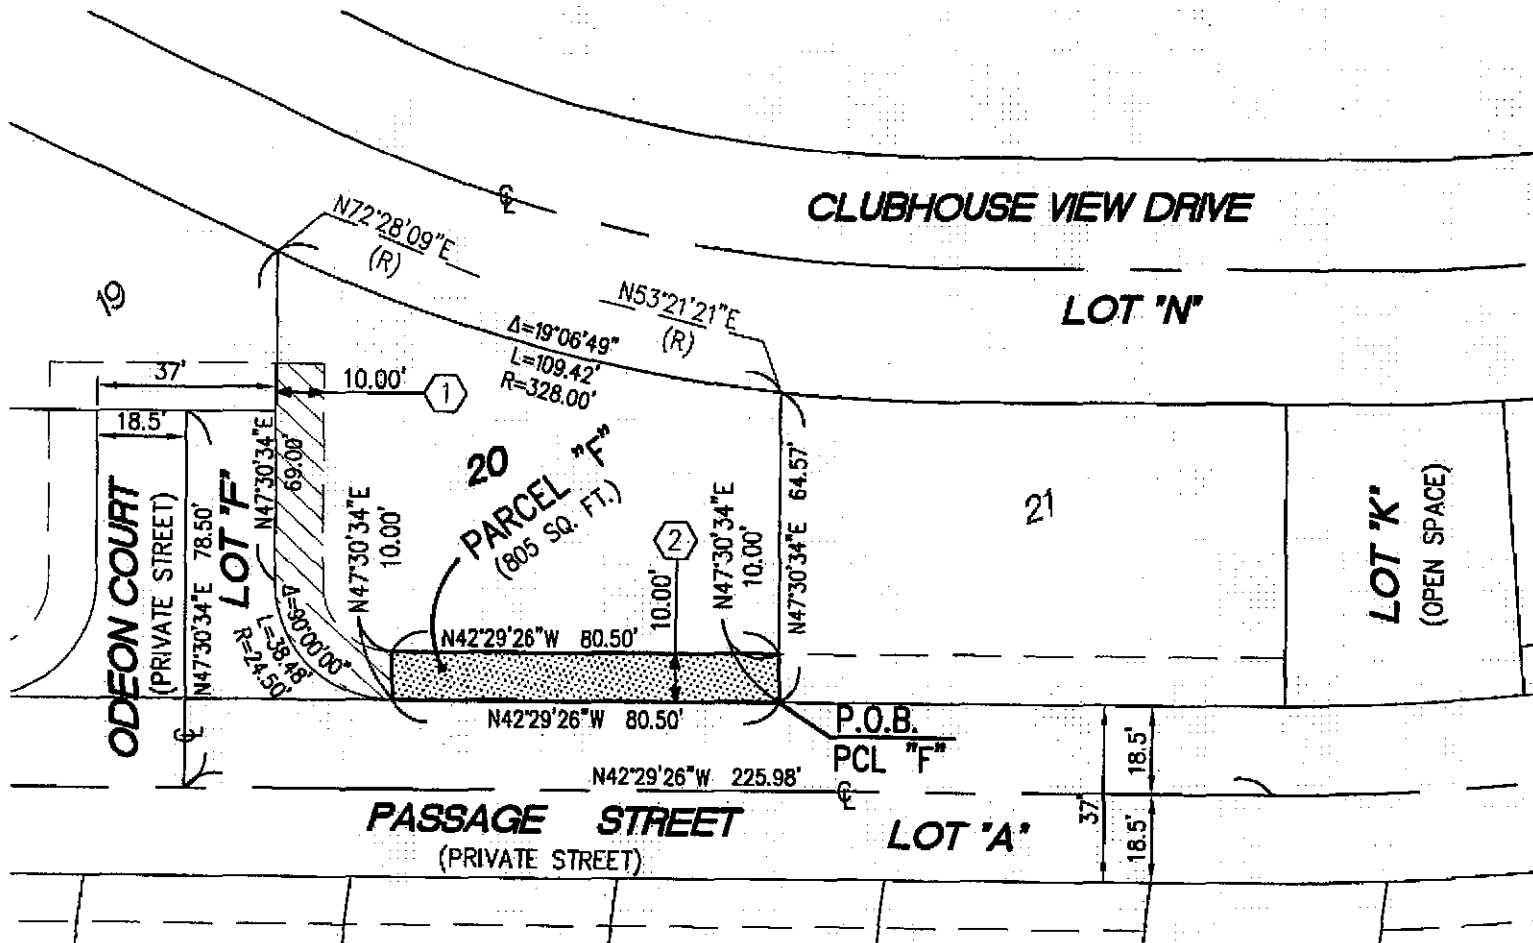 CLUBHOUSE VIEW DRIVE
LOT "N"
N72°28'09"E
(R)
N53°21'21"E
(R)
Δ=19°06'49"
L=109.42'
R=328.00'
19
37'
10.00'
1
18.5'
ODEON COURT
(PRIVATE STREET)
N47°30'34"E 78.50'
LOT "F"
N47°30'34"E
69.00'
Δ=90°00'00"
L=38.48'
R=24.50'
N47°30'34"E
10.00'
20
PARCEL "F"
(805 SQ. FT.)
2
10.00'
N47°30'34"E
10.00'
N47°30'34"E 64.57'
21
LOT "K"
(OPEN SPACE)
N42°29'26"W 80.50'
N42°29'26"W 80.50'
P.O.B.
PCL "F"
N42°29'26"W 225.98'
PASSAGE STREET
(PRIVATE STREET)
LOT "A"
37'
18.5'
18.5'